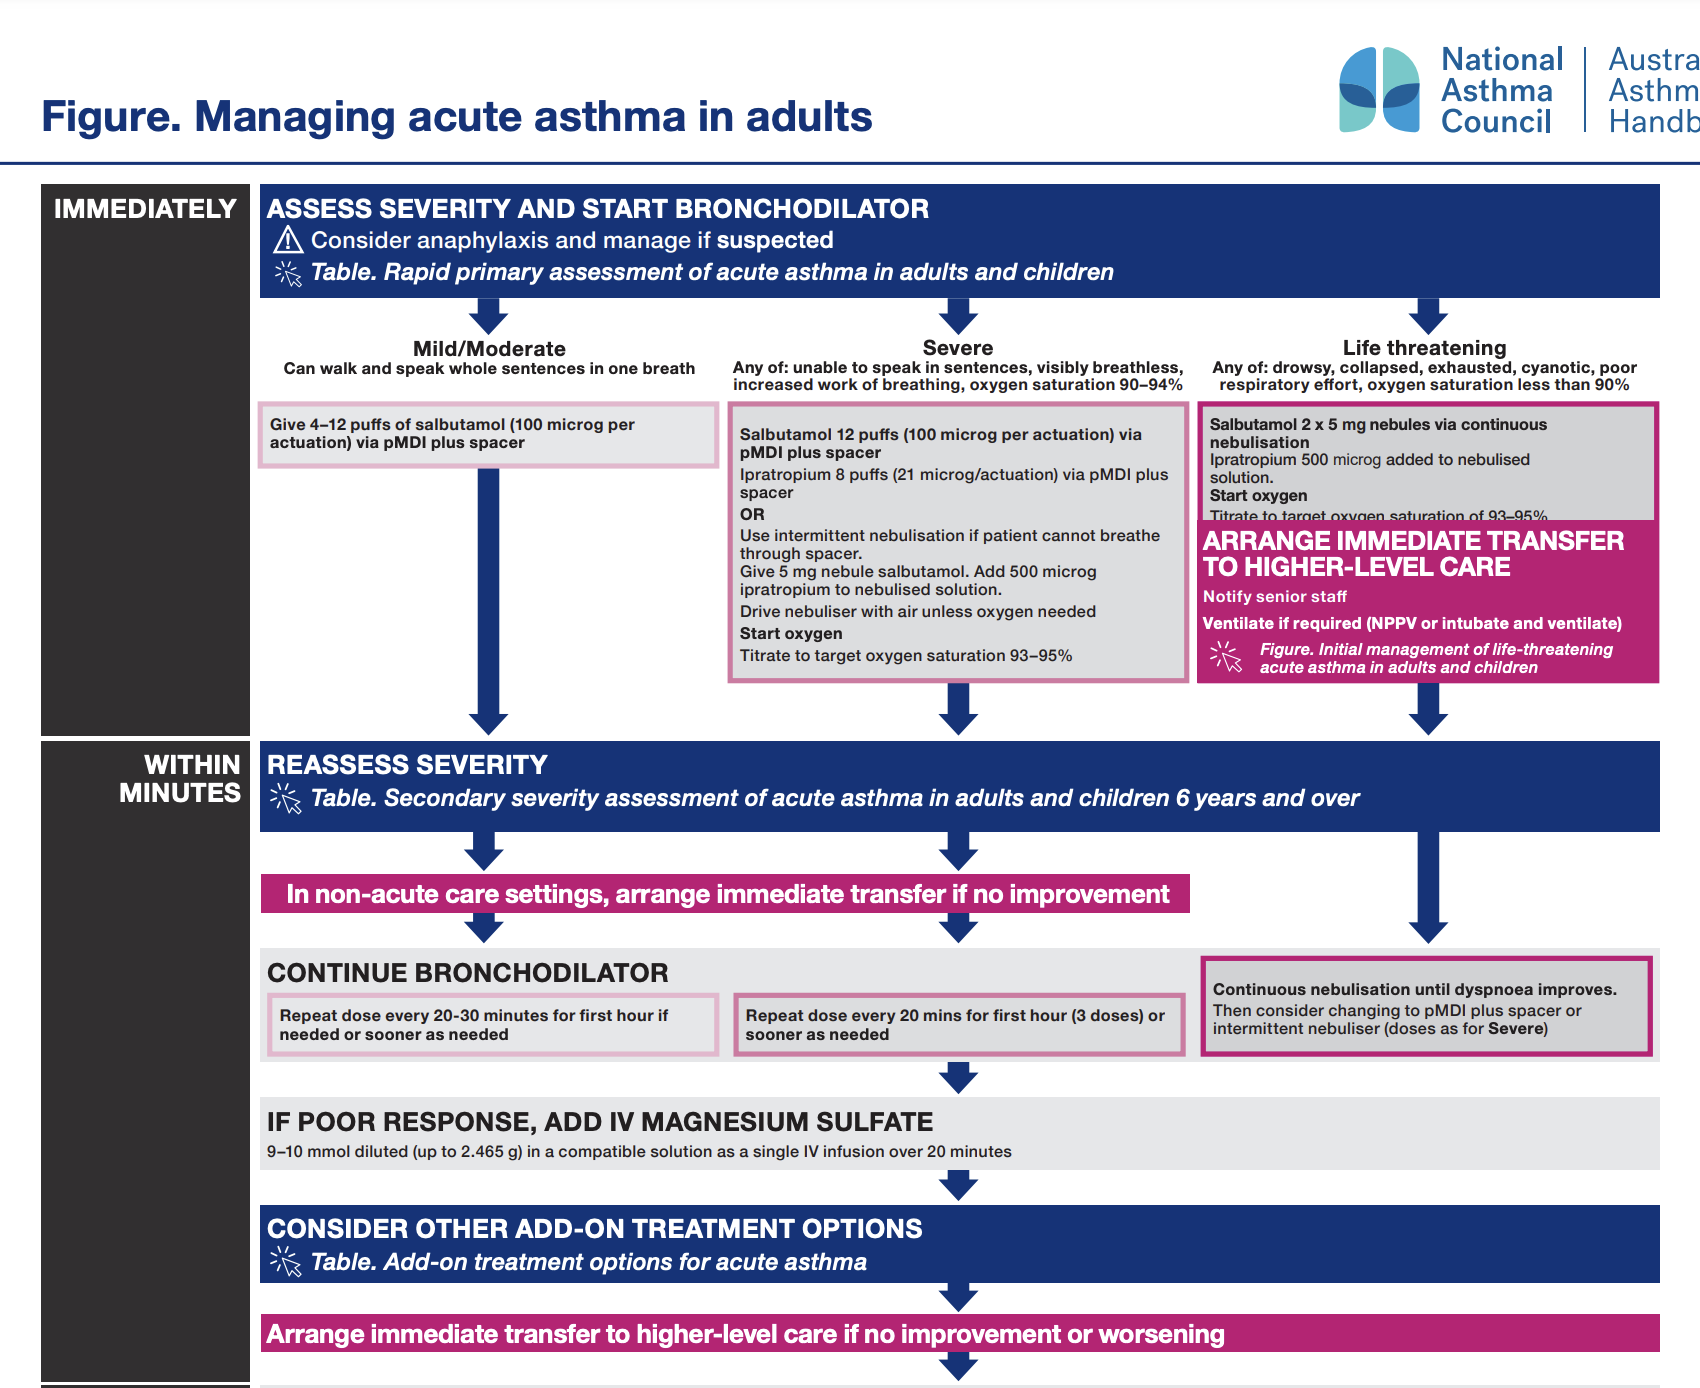 National
Asthma
Council
Figure. Managing acute asthma in adults
IMMEDIATELY
ASSESS SEVERITY AND START BRONCHODILATOR
Consider anaphylaxis and manage if suspected
Table. Rapid primary assessment of acute asthma in adults and children
Mild/Moderate
Can walk and speak whole sentences in one breath
Give 4–12 puffs of salbutamol (100 microg per
actuation) via pMDI plus spacer
Severe
Any of: unable to speak in sentences, visibly breathless,
increased work of breathing, oxygen saturation 90–94%
Salbutamol 12 puffs (100 microg per actuation) via
pMDI plus spacer
Ipratropium 8 puffs (21 microg/actuation) via pMDI plus
spacer
OR
Use intermittent nebulisation if patient cannot breathe
through spacer.
Give 5 mg nebule salbutamol. Add 500 microg
ipratropium to nebulised solution.
Drive nebuliser with air unless oxygen needed
Start oxygen
Titrate to target oxygen saturation 93–95%
Life threatening
Any of: drowsy, collapsed, exhausted, cyanotic, poor
respiratory effort, oxygen saturation less than 90%
Salbutamol 2 x 5 mg nebules via continuous
nebulisation
Ipratropium 500 microg added to nebulised
solution.
Start oxygen
Titrate to target oxygen saturation of 93–95%
ARRANGE IMMEDIATE TRANSFER
TO HIGHER-LEVEL CARE
Notify senior staff
Ventilate if required (NPPV or intubate and ventilate)
Figure. Initial management of life-threatening
acute asthma in adults and children
WITHIN
MINUTES
REASSESS SEVERITY
Table. Secondary severity assessment of acute asthma in adults and children 6 years and over
In non-acute care settings, arrange immediate transfer if no improvement
CONTINUE BRONCHODILATOR
Repeat dose every 20-30 minutes for first hour if
needed or sooner as needed
Repeat dose every 20 mins for first hour (3 doses) or
sooner as needed
Continuous nebulisation until dyspnoea improves.
Then consider changing to pMDI plus spacer or
intermittent nebuliser (doses as for Severe)
IF POOR RESPONSE, ADD IV MAGNESIUM SULFATE
9–10 mmol diluted (up to 2.465 g) in a compatible solution as a single IV infusion over 20 minutes
CONSIDER OTHER ADD-ON TREATMENT OPTIONS
Table. Add-on treatment options for acute asthma
Arrange immediate transfer to higher-level care if no improvement or worsening